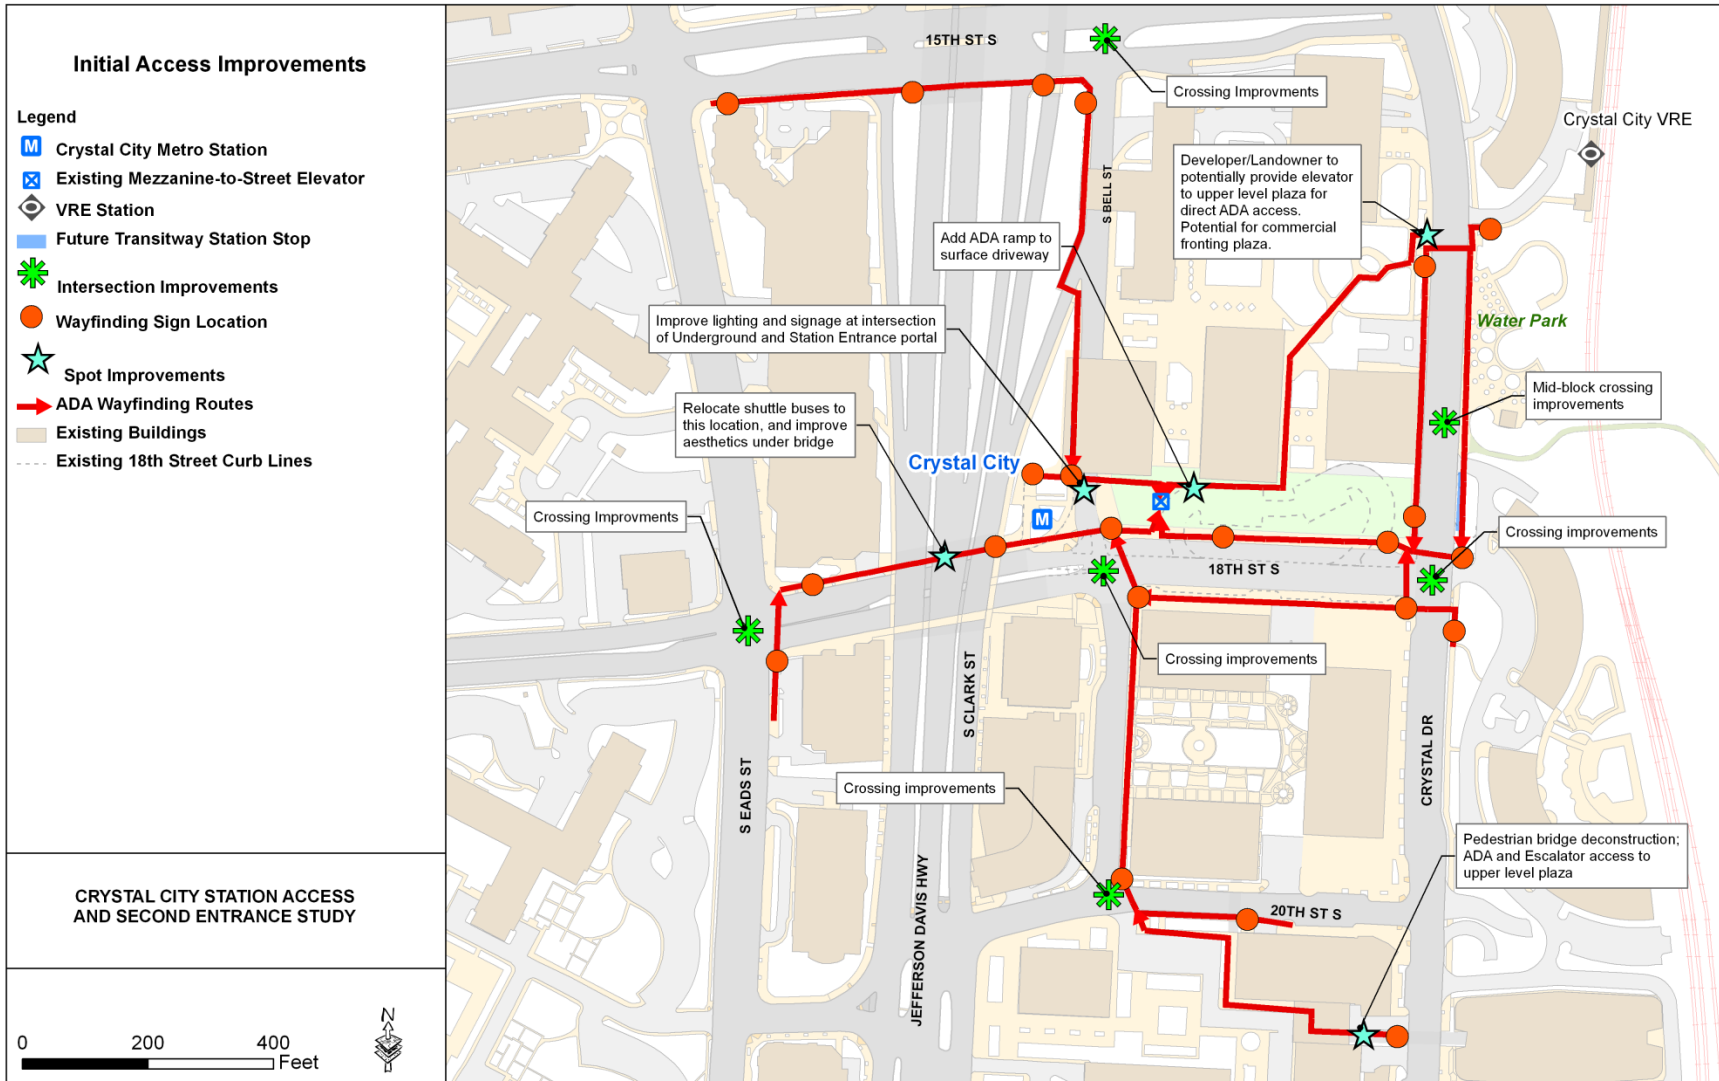 Initial Access Improvements
Legend
M
Crystal City Metro Station
Existing Mezzanine-to-Street Elevator
VRE Station
Future Transitway Station Stop
Intersection Improvements
Wayfinding Sign Location
Spot Improvements
ADA Wayfinding Routes
Existing Buildings
Existing 18th Street Curb Lines
CRYSTAL CITY STATION ACCESS
AND SECOND ENTRANCE STUDY
0 200 400
Feet
N
15TH ST S
Crossing Improvments
Crystal City VRE
Developer/Landowner to
potentially provide elevator
to upper level plaza for
direct ADA access.
Potential for commercial
fronting plaza.
S BELL ST
Add ADA ramp to
surface driveway
Improve lighting and signage at intersection
of Underground and Station Entrance portal
Water Park
Mid-block crossing
improvements
Relocate shuttle buses to
this location, and improve
aesthetics under bridge
Crystal City
M
Crossing Improvments
Crossing improvements
18TH ST S
Crossing improvements
S CLARK ST
CRYSTAL DR
S EADS ST
Crossing improvements
JEFFERSON DAVIS HWY
Pedestrian bridge deconstruction;
ADA and Escalator access to
upper level plaza
20TH ST S